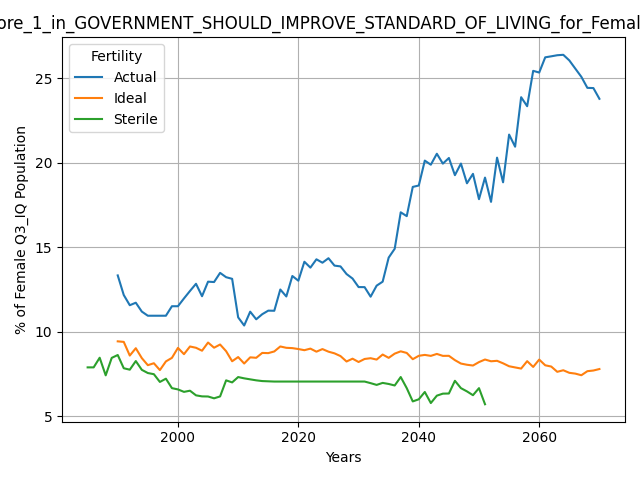 ore_1_in_GOVERNMENT_SHOULD_IMPROVE_STANDARD_OF_LIVING_for_Femal
Fertility
Actual
Ideal
Sterile
% of Female Q3_IQ Population
25
20
15
10
5
2000 2020 2040 2060
Years